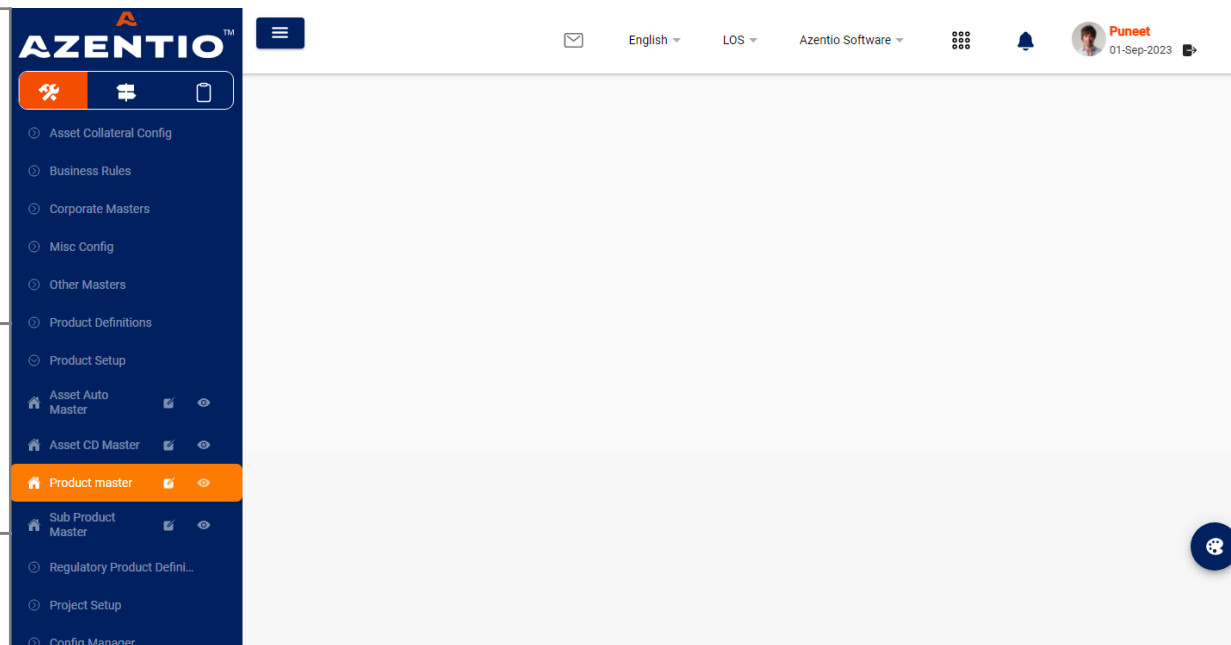 AZENTIO™
English
LOS
Azentio Software
Puneet
01-Sep-2023
Asset Collateral Config
Business Rules
Corporate Masters
Misc Config
Other Masters
Product Definitions
Product Setup
Asset Auto
Master
Asset CD Master
Product master
Sub Product
Master
Regulatory Product Defini...
Project Setup
Config Manager